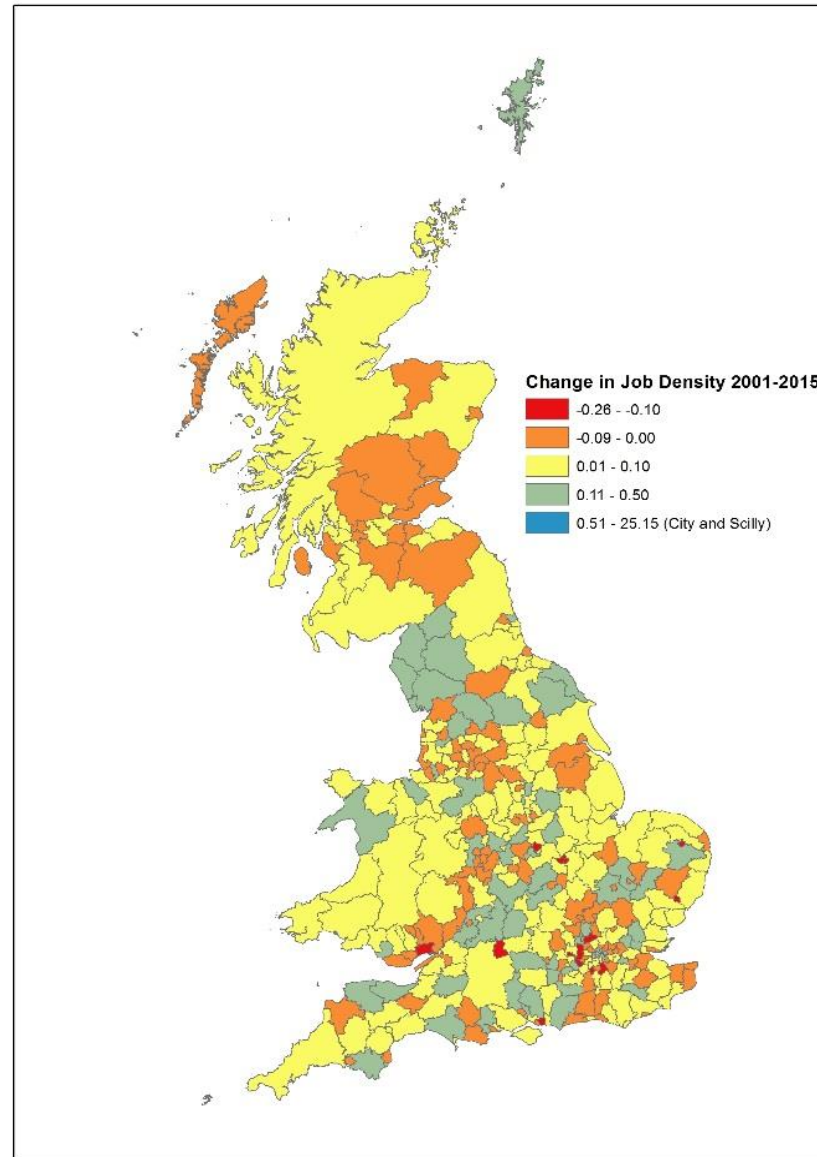 Change in Job Density 2001-2015
-0.26 - -0.10
-0.09 - 0.00
0.01 - 0.10
0.11 - 0.50
0.51 - 25.15 (City and Scilly)